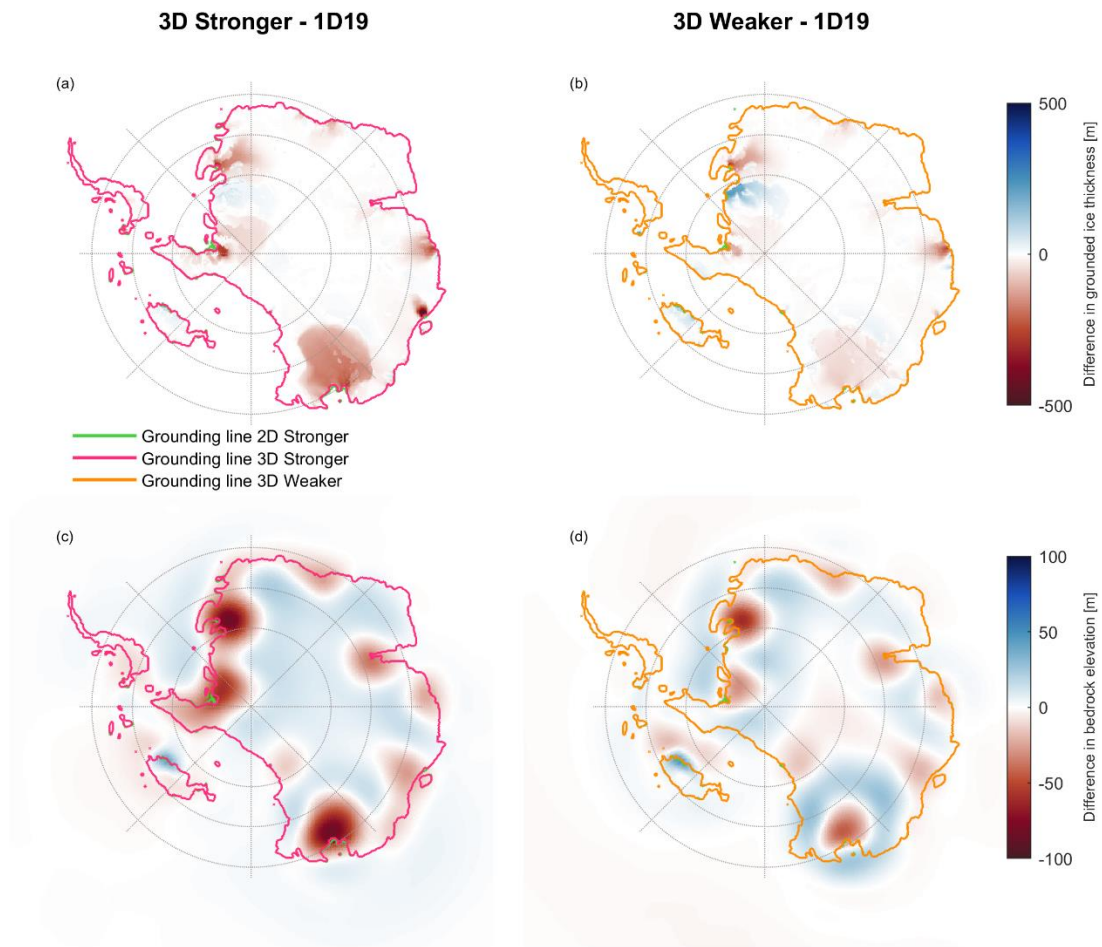 3D Stronger - 1D19
3D Weaker - 1D19
(a)
(b)
500
0
-500
Difference in grounded ice thickness [m]
Grounding line 2D Stronger
Grounding line 3D Stronger
Grounding line 3D Weaker
(c)
(d)
100
50
0
-50
-100
Difference in bedrock elevation [m]